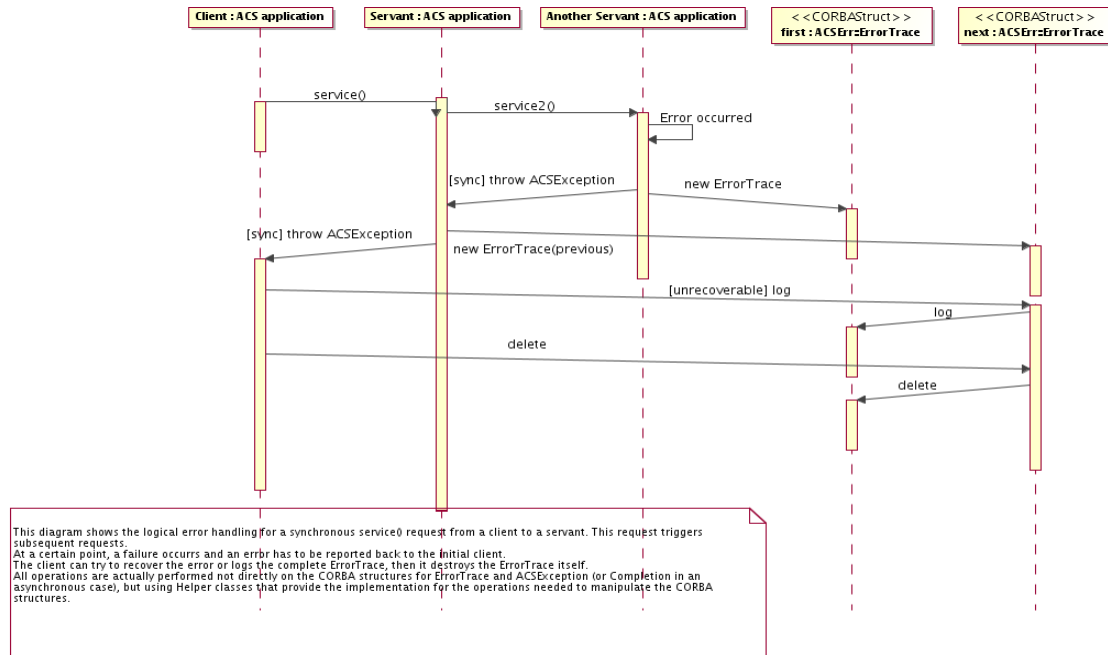 Client : ACS application
Servant : ACS application
Another Servant : ACS application
< <CORBAStruct> >
first : ACSErr::ErrorTrace
< <CORBAStruct> >
next : ACSErr::ErrorTrace
service()
service2()
Error occurred
[sync] throw ACSException
new ErrorTrace
[sync] throw ACSException
new ErrorTrace(previous)
[unrecoverable] log
log
delete
delete
This diagram shows the logical error handling for a synchronous service() request from a client to a servant. This request triggers
subsequent requests.
At a certain point, a failure occurrs and an error has to be reported back to the initial client.
The client can try to recover the error or logs the complete ErrorTrace, then it destroys the ErrorTrace itself.
All operations are actually performed not directly on the CORBA structures for ErrorTrace and ACSException (or Completion in an
asynchronous case), but using Helper classes that provide the implementation for the operations needed to manipulate the CORBA
structures.